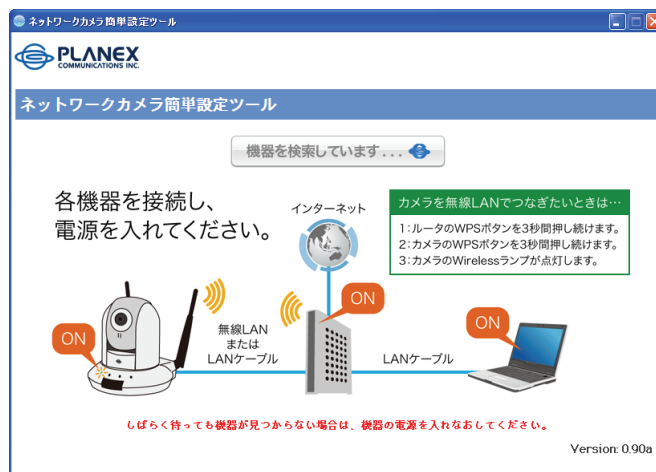 ネットワークカメラ簡単設定ツール
PLANEX
COMMUNICATIONS INC.
ネットワークカメラ簡単設定ツール
機器を検索しています...
各機器を接続し、
電源を入れてください。
インターネット
カメラを無線LANでつなぎたいときは…
1:ルータのWPSボタンを3秒間押し続けます。
2:カメラのWPSボタンを3秒間押し続けます。
3:カメラのWirelessランプが点灯します。
ON
無線LAN
または
LANケーブル
ON
LANケーブル
ON
しばらく待っても機器が見つからない場合は、機器の電源を入れなおしてください。
Version: 0.90a